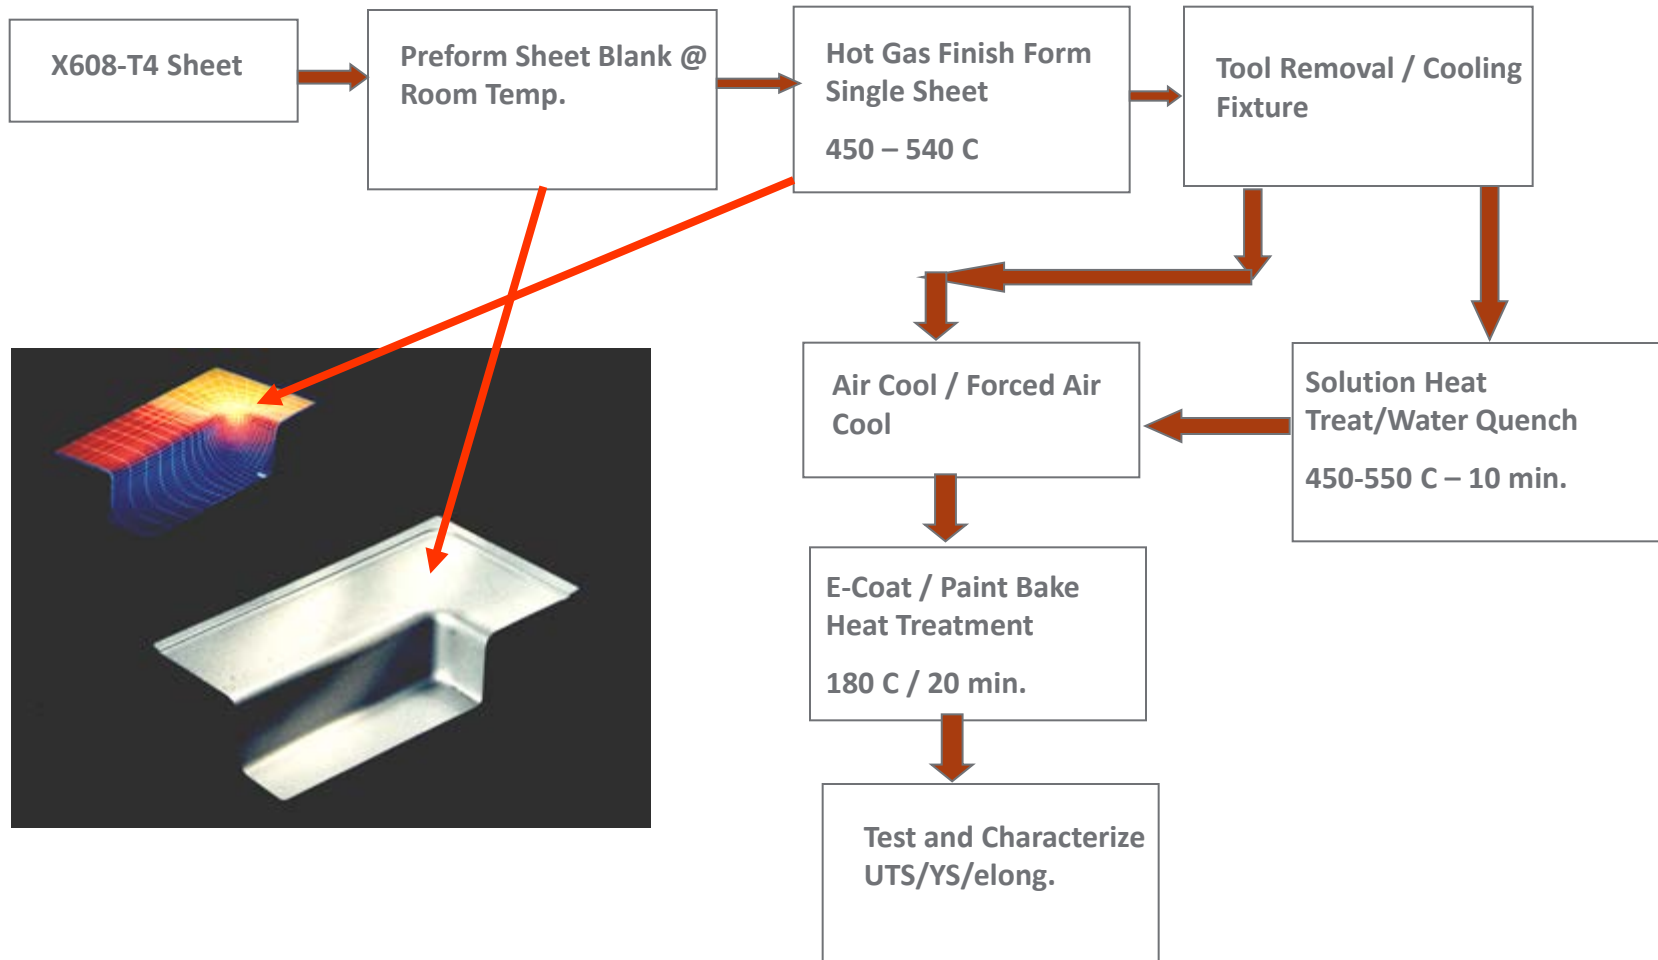 X608-T4 Sheet
Preform Sheet Blank @
Room Temp.
Hot Gas Finish Form
Single Sheet
450 – 540 C
Tool Removal / Cooling
Fixture
Air Cool / Forced Air
Cool
Solution Heat
Treat/Water Quench
450-550 C – 10 min.
E-Coat / Paint Bake
Heat Treatment
180 C / 20 min.
Test and Characterize
UTS/YS/elong.